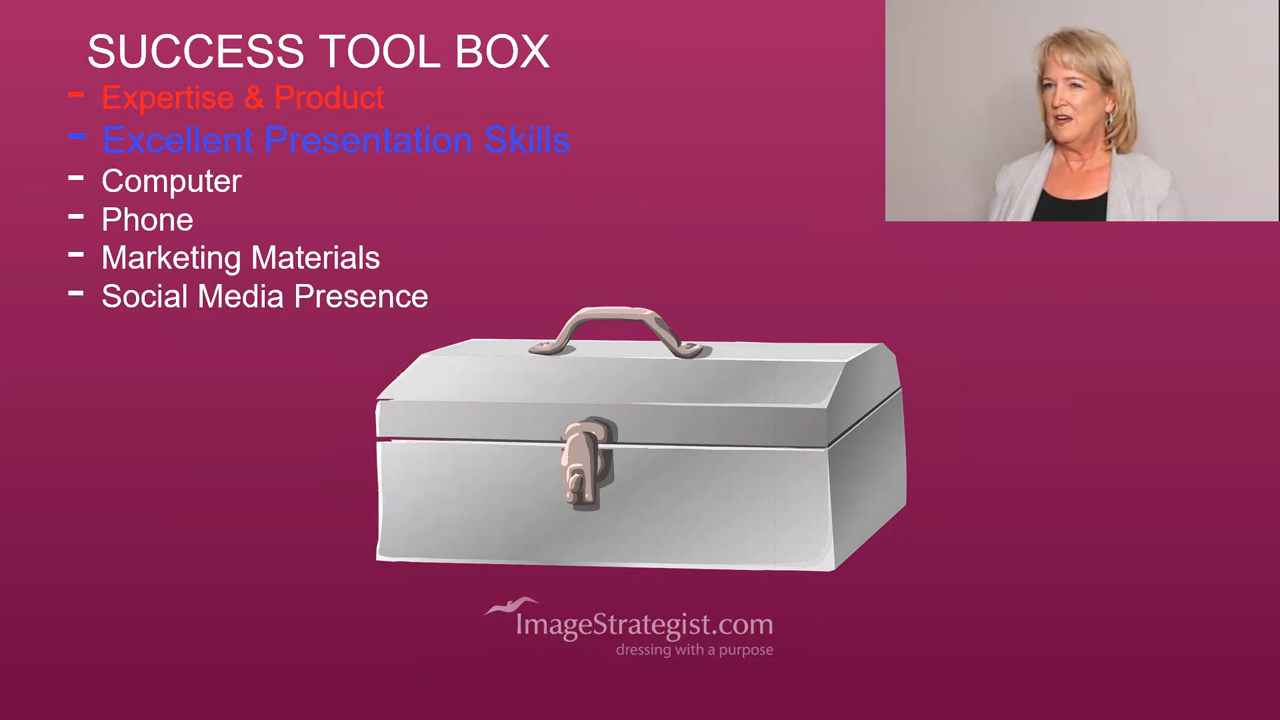 SUCCESS TOOL BOX
- Expertise & Product
- Excellent Presentation Skills
- Computer
- Phone
- Marketing Materials
- Social Media Presence
ImageStrategist.com
dressing with a purpose